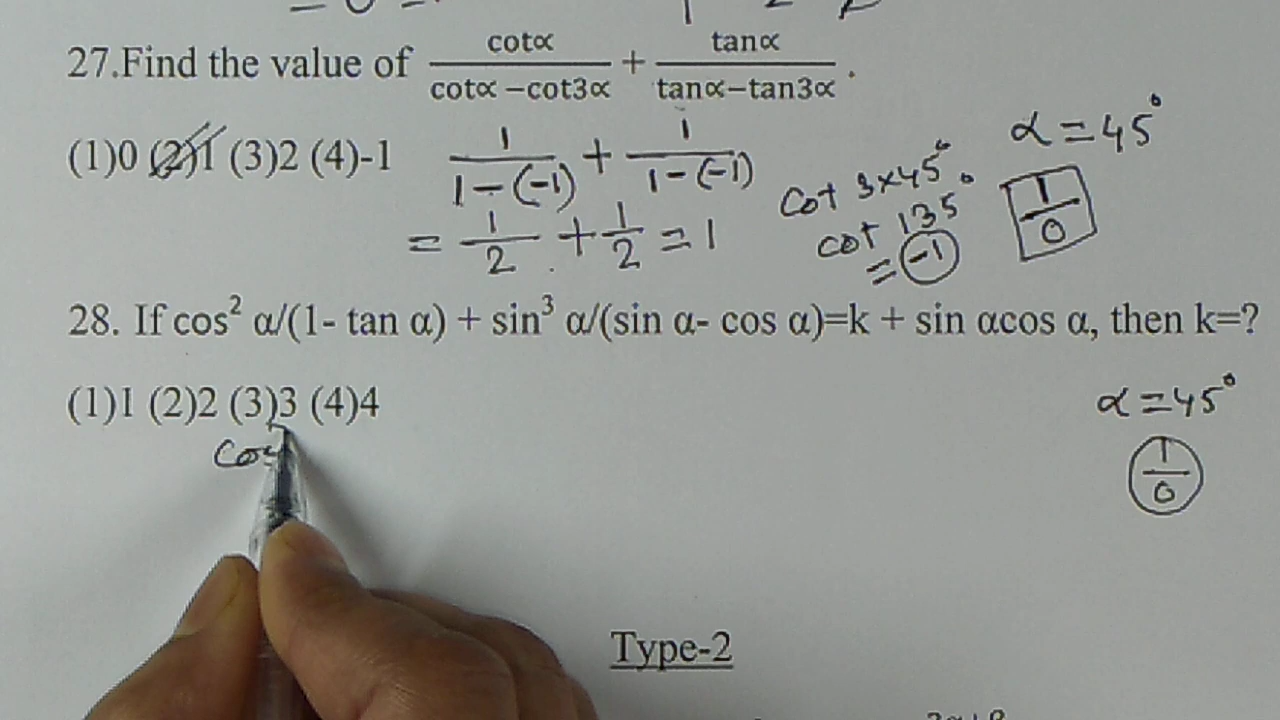 = 0
27.Find the value of cotα/(cotα−cot3α) + tanα/(tanα−tan3α) .
α = 45°
(1)0 (2)1 (3)2 (4)-1
1/(1−(−1)) + 1/(1−(−1))
cot 3×45°
cot 135°
= −1
1/0
= 1/2 + 1/2 = 1
28. If cos² α/(1- tan α) + sin³ α/(sin α- cos α)=k + sin αcos α, then k=?
(1)1 (2)2 (3)3 (4)4
α = 45°
1/0
Cos
Type-2